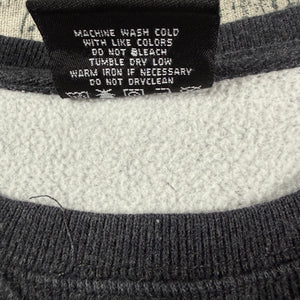 MACHINE WASH COLD
WITH LIKE COLORS
DO NOT BLEACH
TUMBLE DRY LOW
WARM IRON IF NECESSARY
DO NOT DRYCLEAN